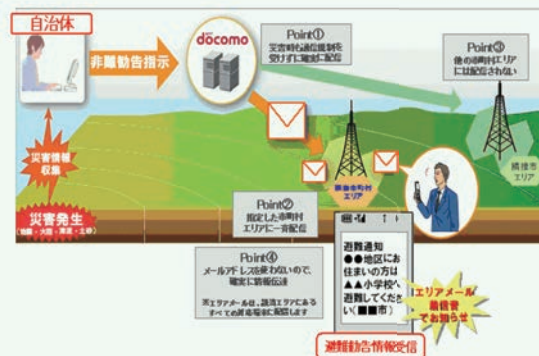 自治体
非難勧告指示
docomo
Point①
災害時も通信規制を
受けずに確実に配信
Point③
他の市町村エリア
には配信されない
災害情報
収集
災害発生
Point②
指定した市町村
エリアに一斉配信
隣接市
エリア
Point④
メールアドレスを使わないので、
確実に情報伝達
避難通知
●●地区にお
住まいの方は
▲▲小学校へ
避難してくださ
い(■■市)
エリアメール
着信音
でお知らせ
避難勧告情報受信